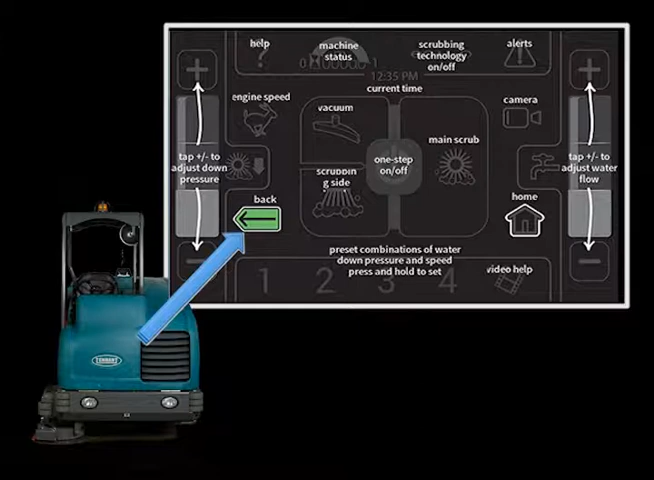 help
machine
status
scrubbing
technology
on/off
alerts
12:35 PM
current time
engine speed
vacuum
camera
main scrub
tap +/- to
adjust down
pressure
one-step
on/off
tap +/- to
adjust water
flow
scrubbin
g side
back
home
preset combinations of water
down pressure and speed
press and hold to set
video help
1 2 3 4
TENNANT